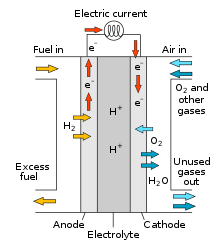 Electric current
Fuel in
Air in
e⁻
e⁻
e⁻
e⁻
O₂ and
other
gases
H₂
H⁺
H⁺
O₂
H₂O
Excess
fuel
Unused
gases
out
Anode
Cathode
Electrolyte